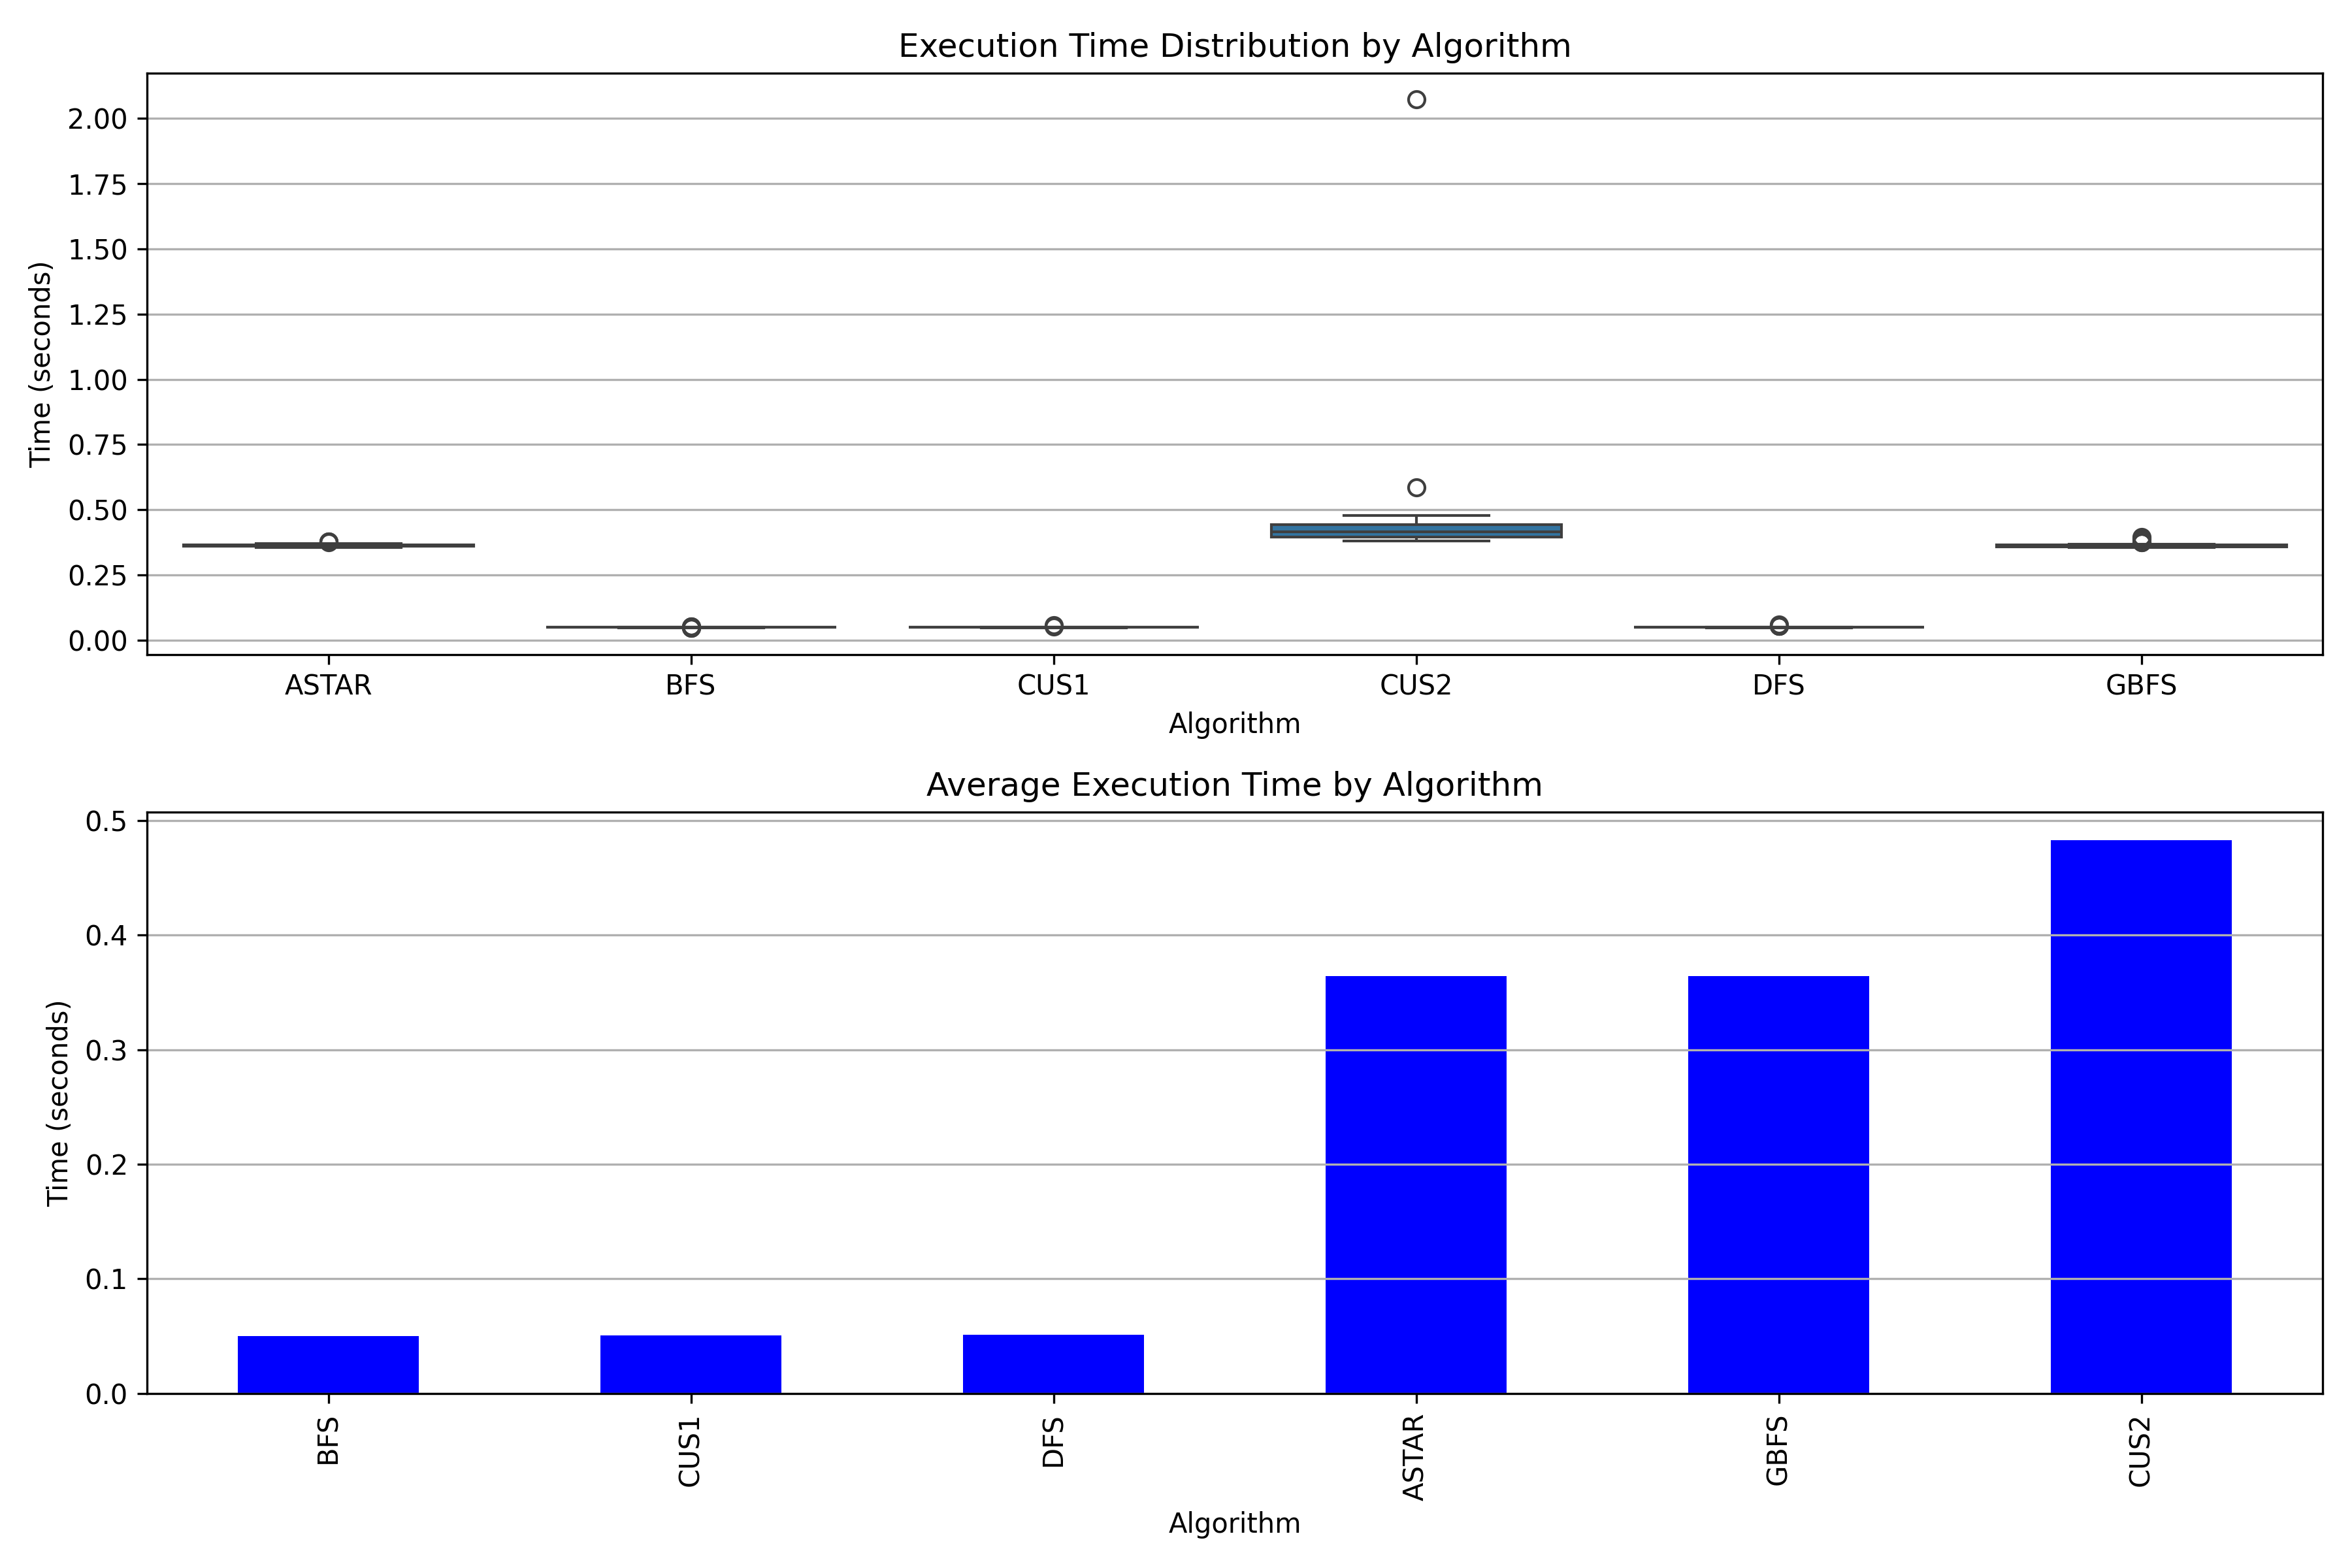 Execution Time Distribution by Algorithm
Time (seconds)
2.00
1.75
1.50
1.25
1.00
0.75
0.50
0.25
0.00
ASTAR BFS CUS1 CUS2 DFS GBFS
Algorithm
Average Execution Time by Algorithm
Time (seconds)
0.5
0.4
0.3
0.2
0.1
0.0
BFS CUS1 DFS ASTAR GBFS CUS2
Algorithm